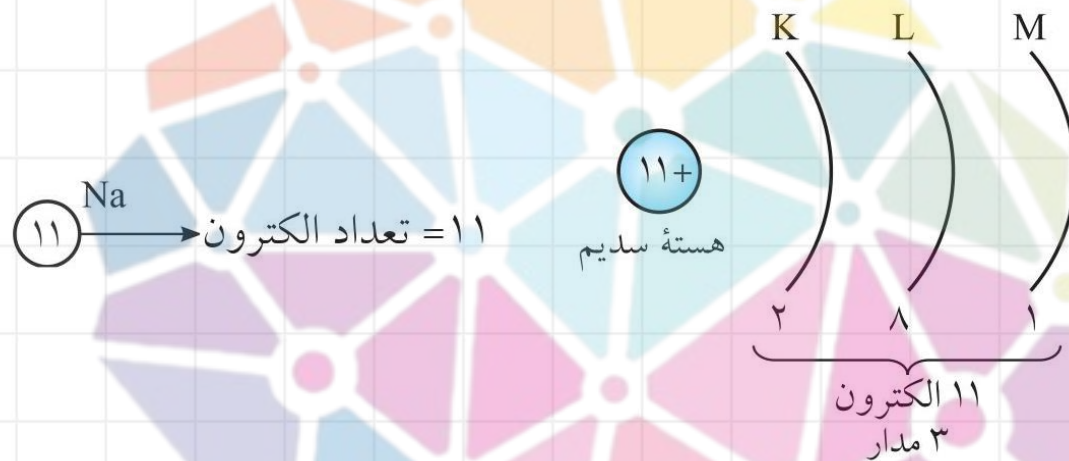 K L M
۱۱+
Na
۱۱ تعداد الکترون = ۱۱
هستهٔ سدیم
۲ ۸ ۱
۱۱ الکترون
۳ مدار